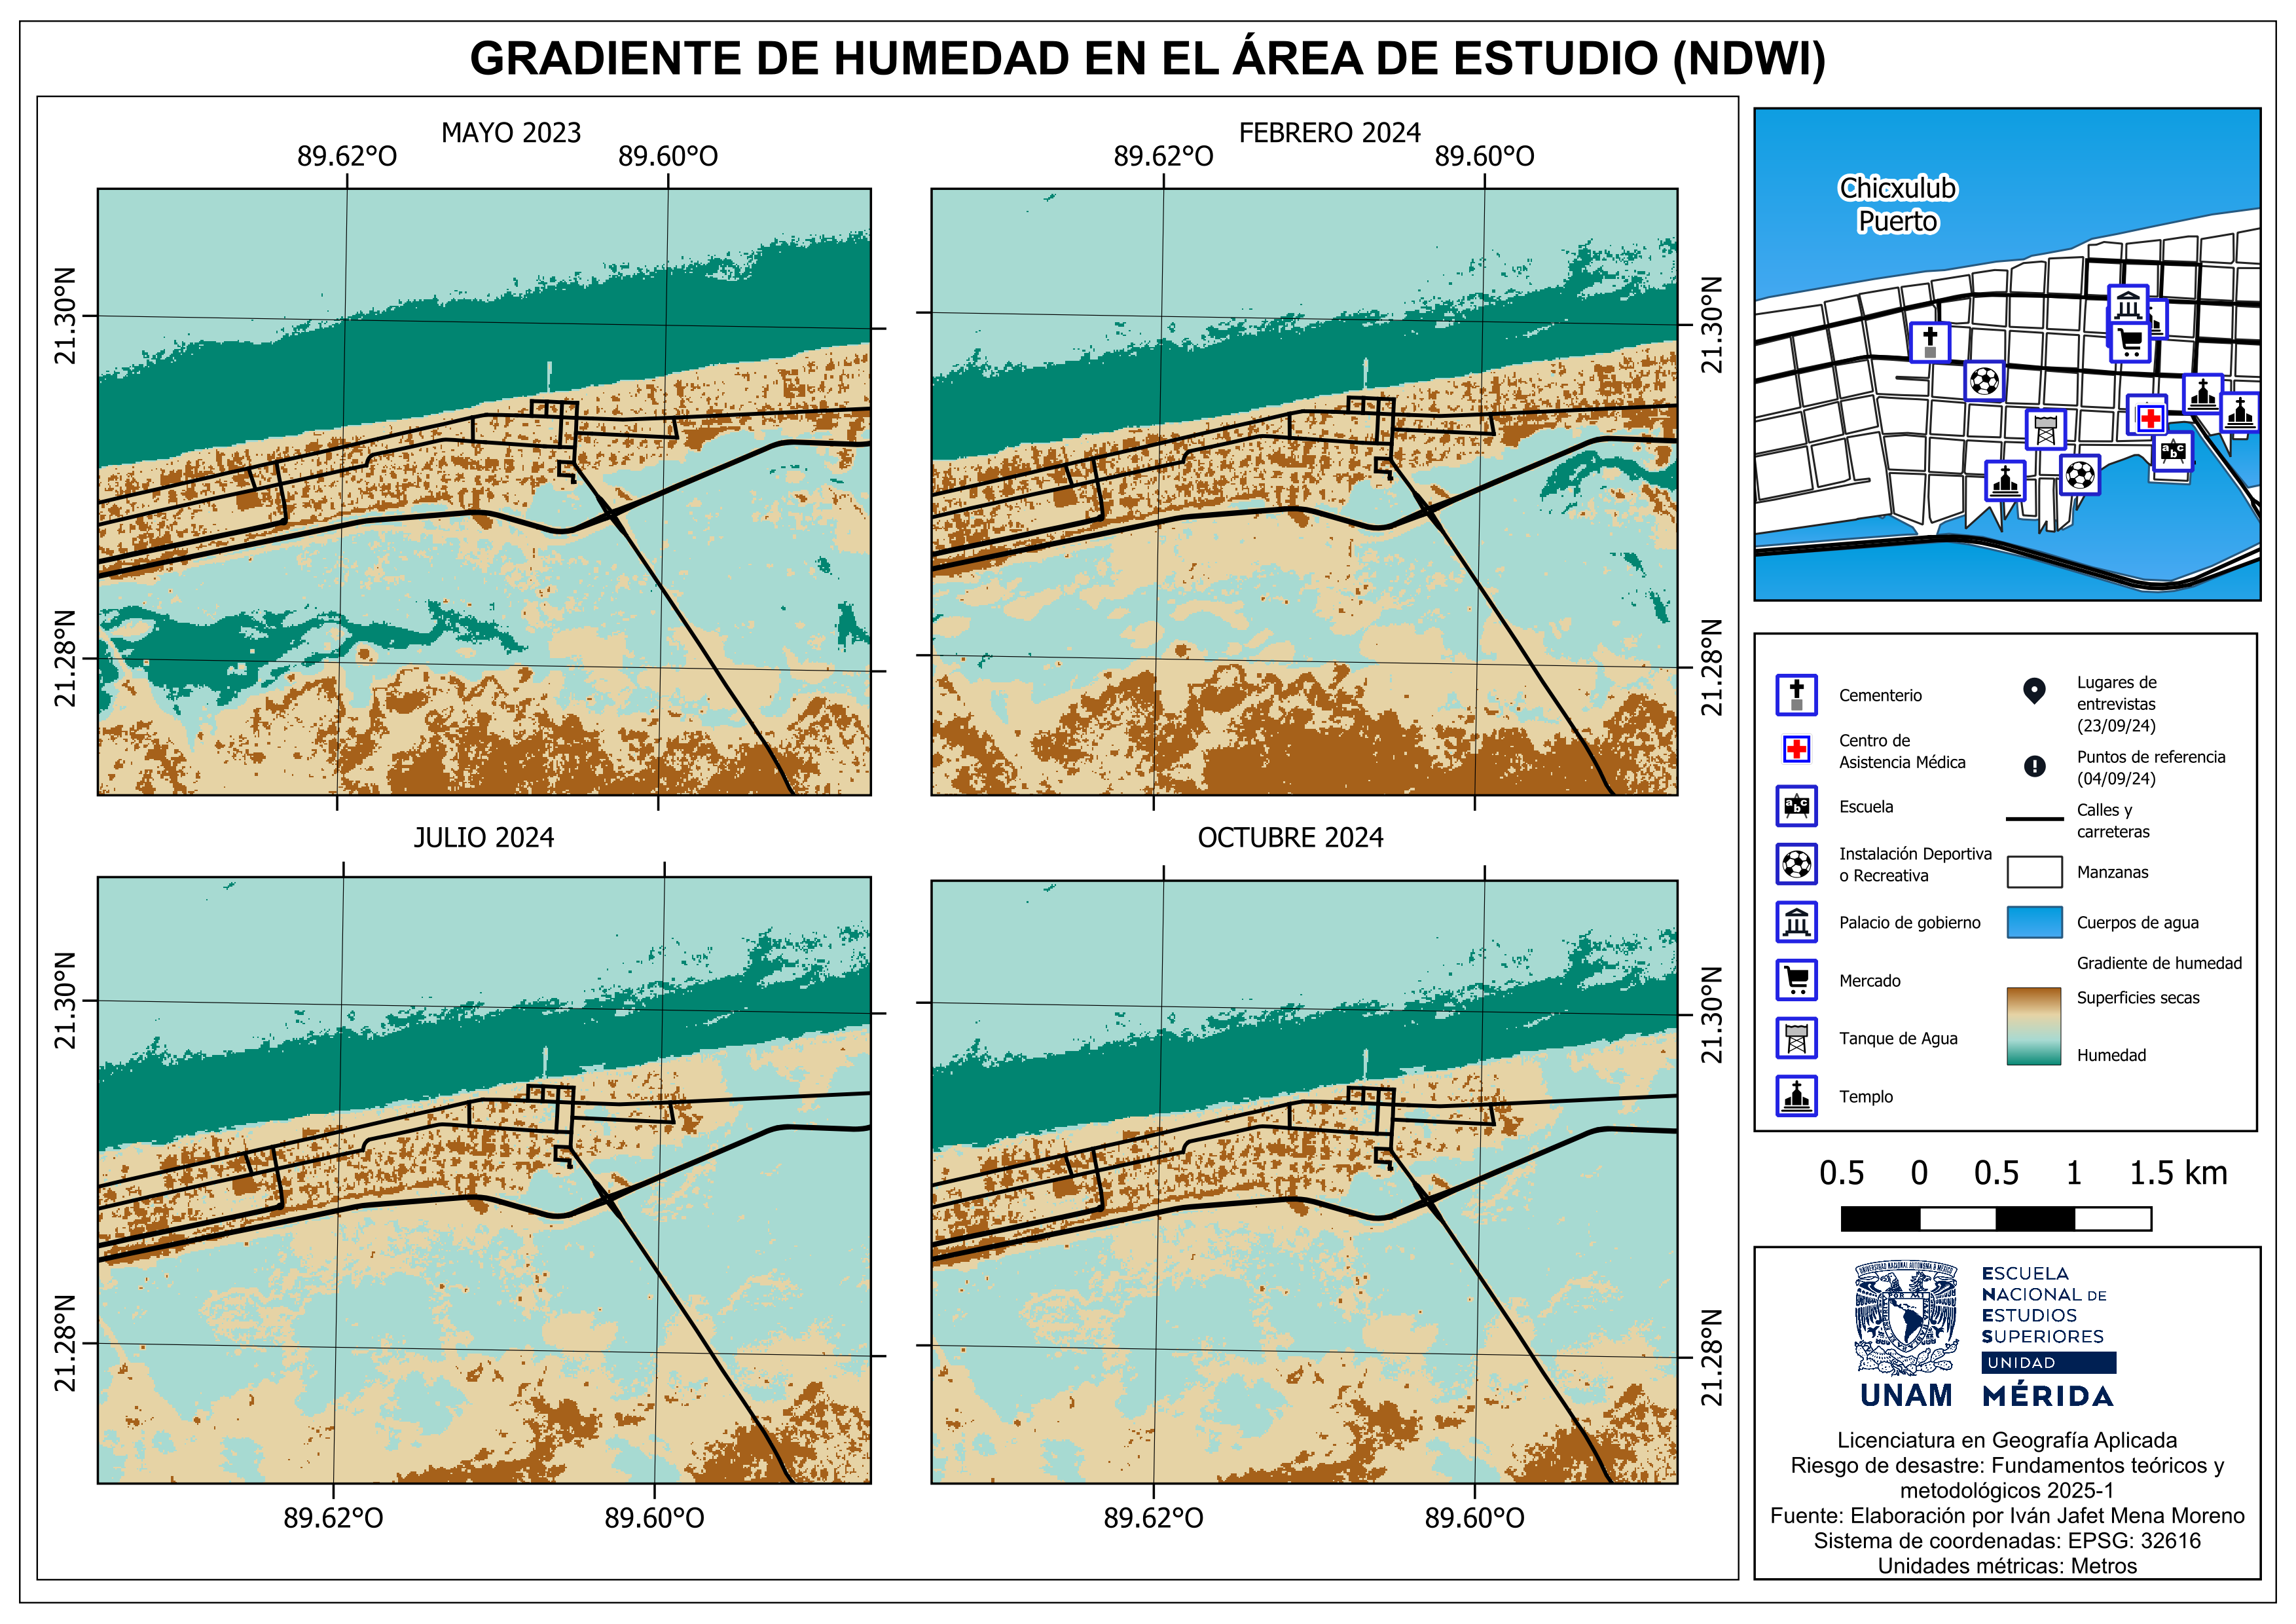 GRADIENTE DE HUMEDAD EN EL ÁREA DE ESTUDIO (NDWI)
MAYO 2023
89.62°O
89.60°O
21.30°N
21.28°N
FEBRERO 2024
89.62°O
89.60°O
21.30°N
21.28°N
JULIO 2024
21.30°N
21.28°N
89.62°O
89.60°O
OCTUBRE 2024
21.30°N
21.28°N
89.62°O
89.60°O
Chicxulub
Puerto
abc
abc
Cementerio
Centro de
Asistencia Médica
Escuela
Instalación Deportiva
o Recreativa
Palacio de gobierno
Mercado
Tanque de Agua
Templo
Lugares de
entrevistas
(23/09/24)
Puntos de referencia
(04/09/24)
Calles y
carreteras
Manzanas
Cuerpos de agua
Gradiente de humedad
Superficies secas
Humedad
0.5 0 0.5 1 1.5 km
UNIVERSIDAD NACIONAL AUTONOMA DE MEXICO
UNAM
ESCUELA
NACIONAL DE
ESTUDIOS
SUPERIORES
UNIDAD
MÉRIDA
Licenciatura en Geografía Aplicada
Riesgo de desastre: Fundamentos teóricos y
metodológicos 2025-1
Fuente: Elaboración por Iván Jafet Mena Moreno
Sistema de coordenadas: EPSG: 32616
Unidades métricas: Metros